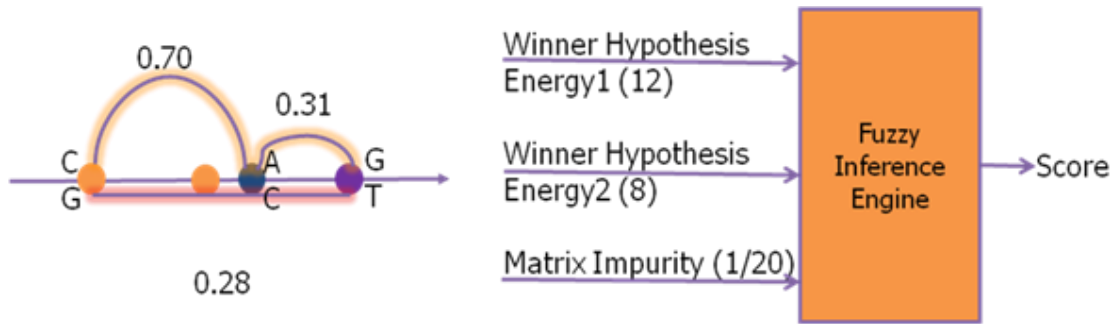 0.70
0.31
C
A
G
G
C
T
0.28
Winner Hypothesis
Energy1 (12)
Winner Hypothesis
Energy2 (8)
Matrix Impurity (1/20)
Fuzzy
Inference
Engine
Score